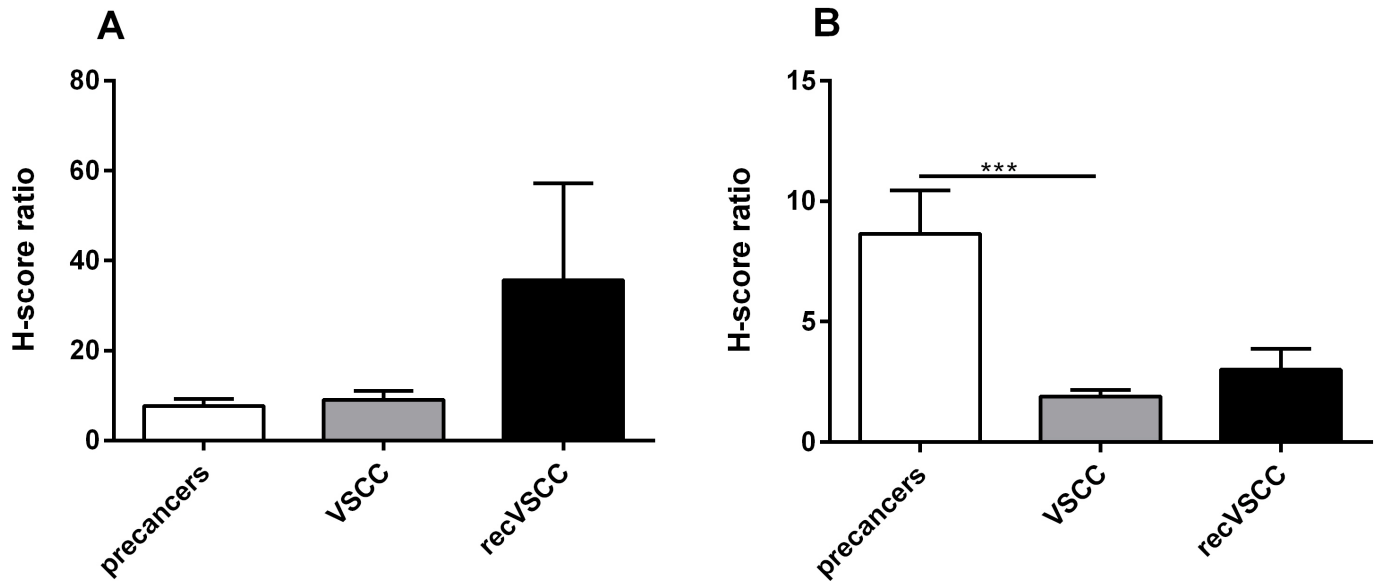 A
H-score ratio
80
60
40
20
0
precancers
VSCC
recVSCC
B
H-score ratio
15
10
5
0
***
precancers
VSCC
recVSCC